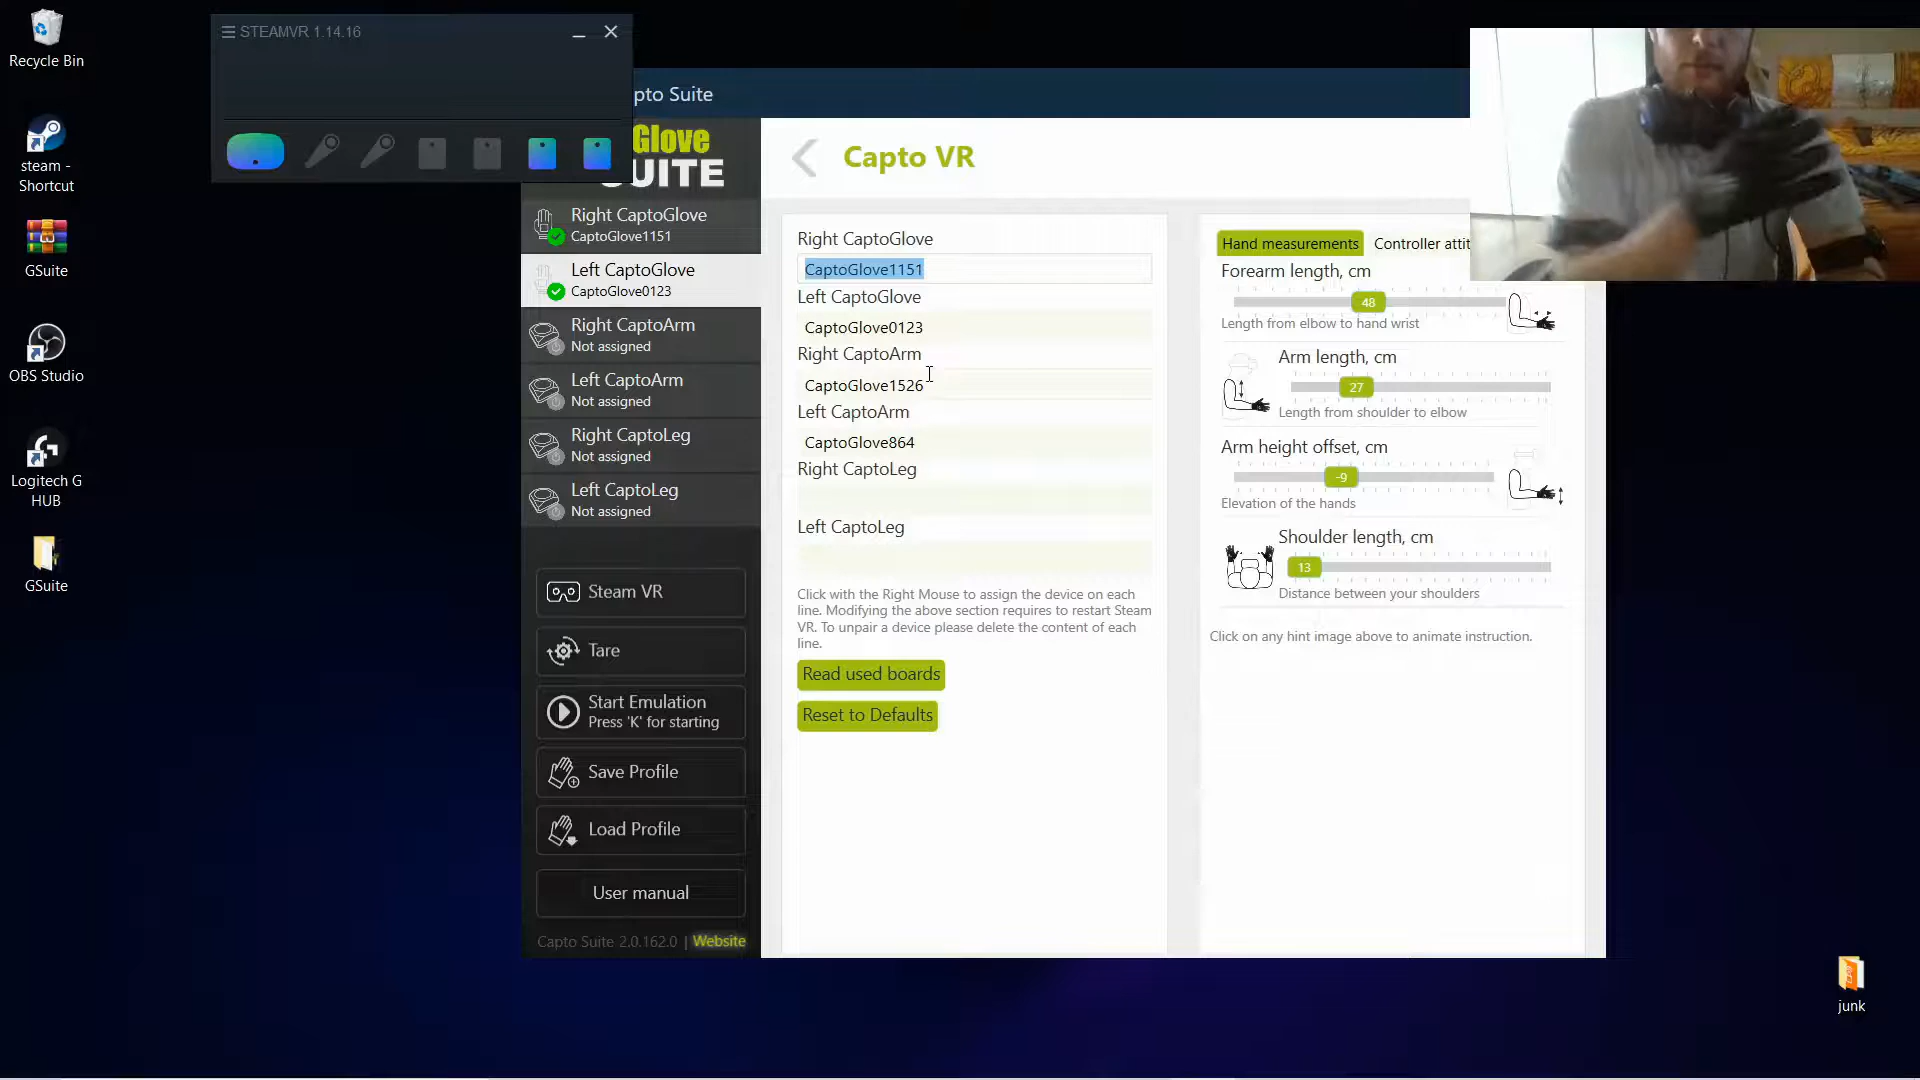 Recycle Bin
steam -
Shortcut
GSuite
OBS Studio
Logitech G
HUB
GSuite
STEAMVR 1.14.16
pto Suite
Glove
UITE
Right CaptoGlove
CaptoGlove1151
Left CaptoGlove
CaptoGlove0123
Right CaptoArm
Not assigned
Left CaptoArm
Not assigned
Right CaptoLeg
Not assigned
Left CaptoLeg
Not assigned
Steam VR
Tare
Start Emulation
Press 'K' for starting
Save Profile
Load Profile
User manual
Capto Suite 2.0.162.0 | Website
Capto VR
Right CaptoGlove
CaptoGlove1151
Left CaptoGlove
CaptoGlove0123
Right CaptoArm
CaptoGlove1526
Left CaptoArm
CaptoGlove864
Right CaptoLeg
Left CaptoLeg
Click with the Right Mouse to assign the device on each
line. Modifying the above section requires to restart Steam
VR. To unpair a device please delete the content of each
line.
Read used boards
Reset to Defaults
Hand measurements Controller attit
Forearm length, cm
48
Length from elbow to hand wrist
Arm length, cm
27
Length from shoulder to elbow
Arm height offset, cm
-9
Elevation of the hands
Shoulder length, cm
13
Distance between your shoulders
Click on any hint image above to animate instruction.
junk